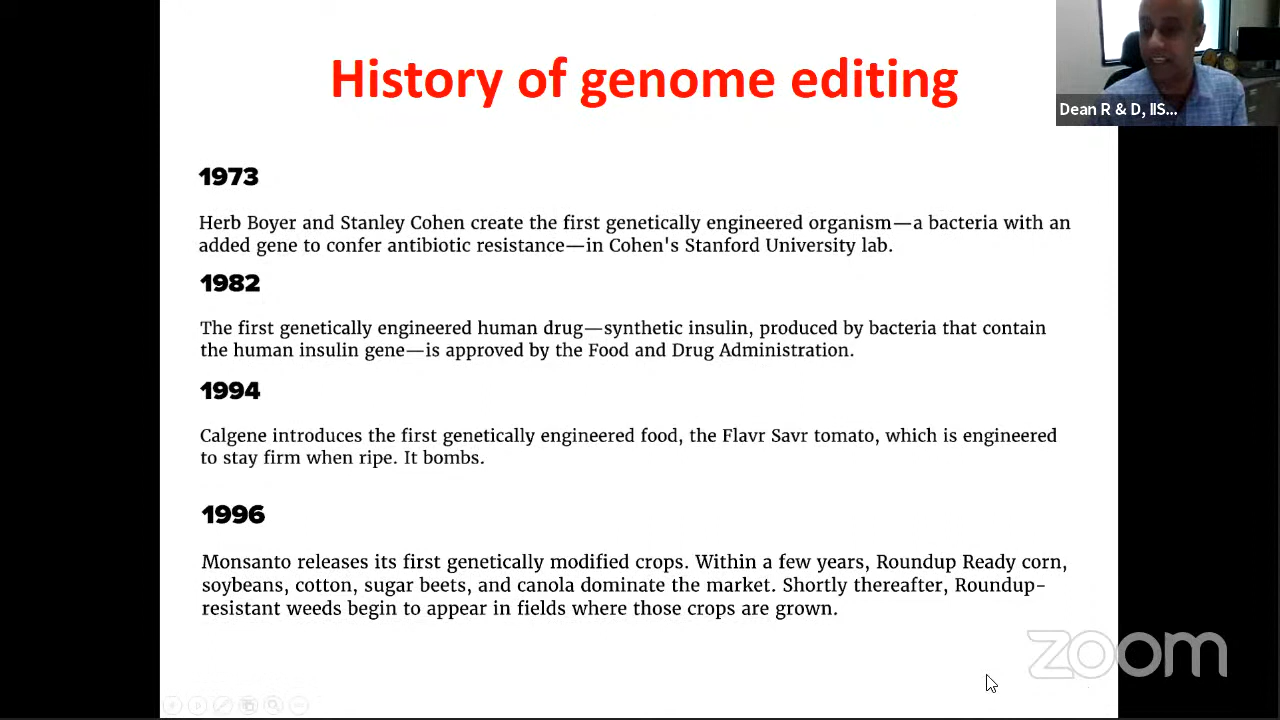 History of genome editing
Dean R & D, IIS...
1973
Herb Boyer and Stanley Cohen create the first genetically engineered organism—a bacteria with an
added gene to confer antibiotic resistance—in Cohen's Stanford University lab.
1982
The first genetically engineered human drug—synthetic insulin, produced by bacteria that contain
the human insulin gene—is approved by the Food and Drug Administration.
1994
Calgene introduces the first genetically engineered food, the Flavr Savr tomato, which is engineered
to stay firm when ripe. It bombs.
1996
Monsanto releases its first genetically modified crops. Within a few years, Roundup Ready corn,
soybeans, cotton, sugar beets, and canola dominate the market. Shortly thereafter, Roundup-
resistant weeds begin to appear in fields where those crops are grown.
zoom